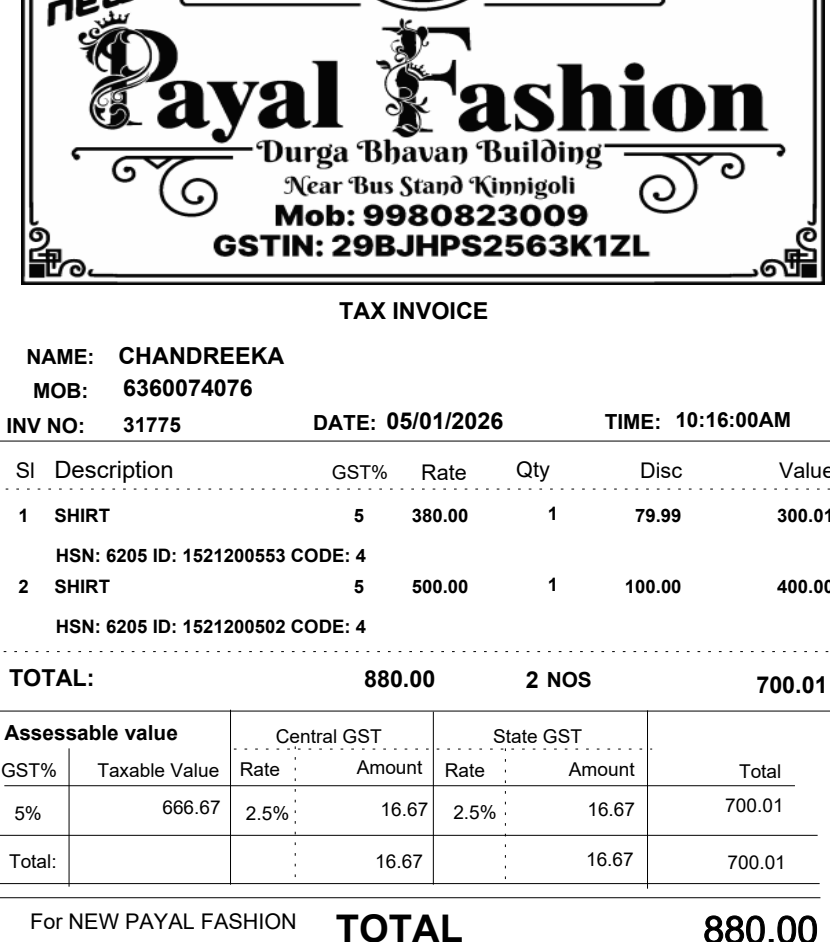 new
Payal Fashion
Durga Bhavan Building
Near Bus Stand Kinnigoli
Mob: 9980823009
GSTIN: 29BJHPS2563K1ZL
TAX INVOICE
NAME: CHANDREEKA
MOB: 6360074076
INV NO: 31775 DATE: 05/01/2026 TIME: 10:16:00AM
Sl Description GST% Rate Qty Disc Value
1 SHIRT 5 380.00 1 79.99 300.01
HSN: 6205 ID: 1521200553 CODE: 4
2 SHIRT 5 500.00 1 100.00 400.00
HSN: 6205 ID: 1521200502 CODE: 4
TOTAL: 880.00 2 NOS 700.01
Assessable value Central GST State GST
GST% Taxable Value Rate Amount Rate Amount Total
5% 666.67 2.5% 16.67 2.5% 16.67 700.01
Total: 16.67 16.67 700.01
For NEW PAYAL FASHION TOTAL 880.00